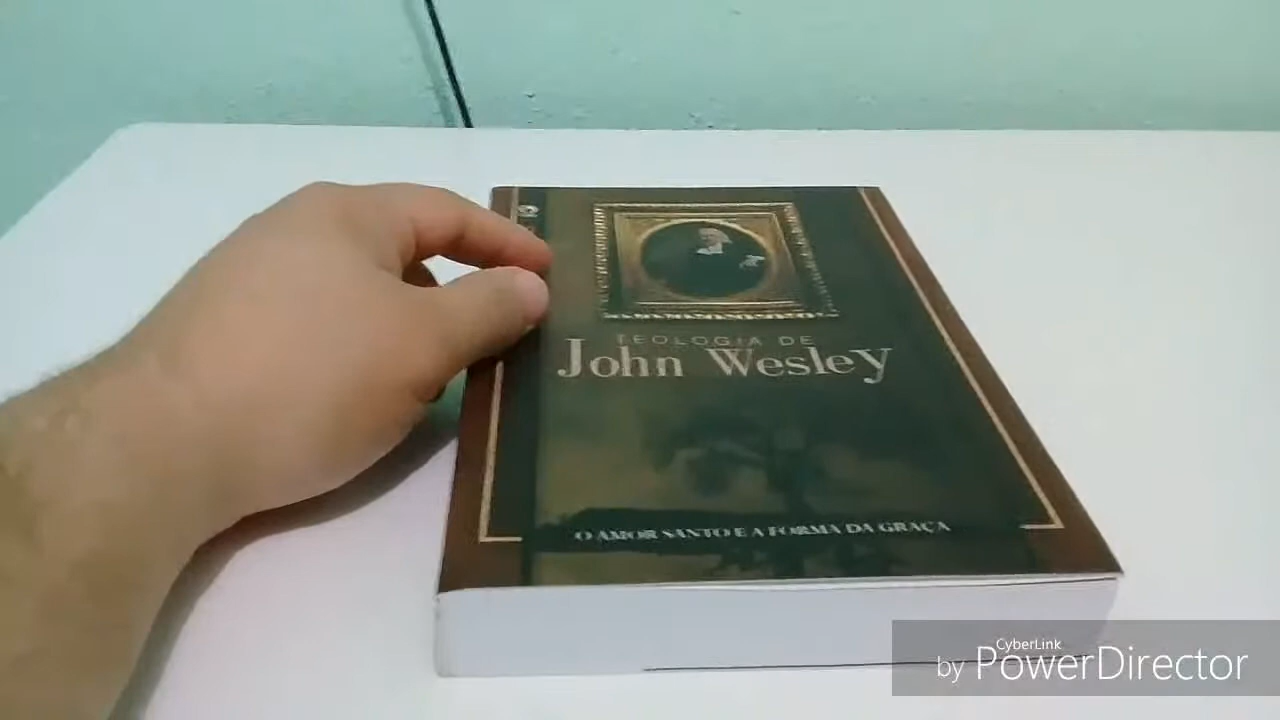 TEOLOGIA DE
John Wesley
O AMOR SANTO E A FORMA DA GRAÇA
CyberLink
by PowerDirector